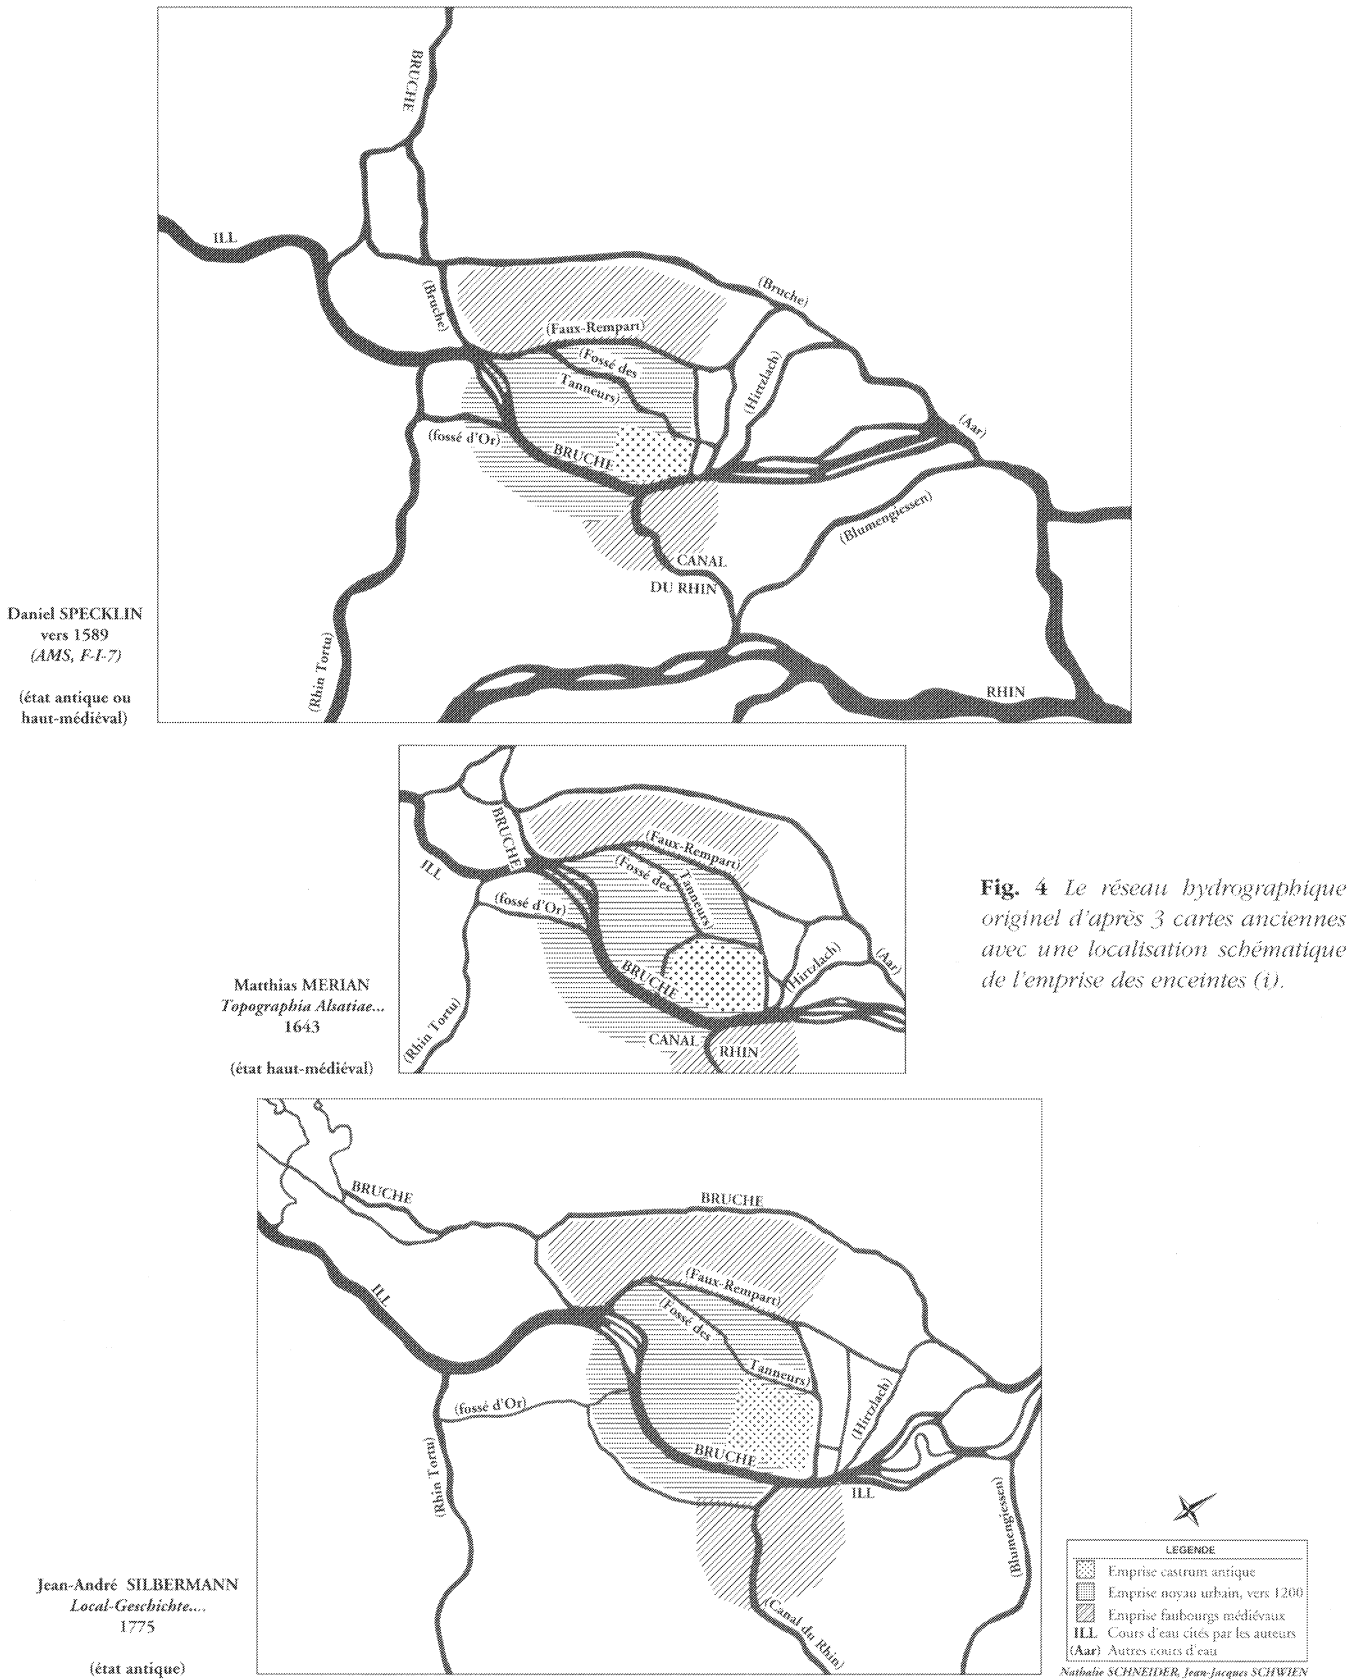 BRUCHE
ILL
(Bruche)
(Bruche)
(Faux-Rempart)
(Fossé des
Tanneurs)
(Hirtzlach)
(Aar)
(fossé d'Or)
BRUCHE
(Blumengiessen)
CANAL
DU RHIN
(Rhin Tortu)
RHIN
Daniel SPECKLIN
vers 1589
(AMS, F-I-7)
(état antique ou
haut-médiéval)
BRUCHE
ILL
(Faux-Rempart)
(Fossé des
Tanneurs)
(fossé d'Or)
BRUCHE
(Hirtzlach)
(Aar)
(Rhin Tortu)
CANAL
RHIN
Matthias MERIAN
Topographia Alsatiae...
1643
(état haut-médiéval)
Fig. 4 Le réseau hydrographique
originel d'après 3 cartes anciennes
avec une localisation schématique
de l'emprise des enceintes (i).
BRUCHE
BRUCHE
ILL
(Faux-Rempart)
(Fossé des
Tanneurs)
(fossé d'Or)
(Hirtzlach)
BRUCHE
ILL
(Rhin Tortu)
(Blumengiessen)
(Canal du Rhin)
Jean-André SILBERMANN
Local-Geschichte....
1775
(état antique)
LEGENDE
Emprise castrum antique
Emprise noyau urbain, vers 1200
Emprise faubourgs médiévaux
ILL Cours d'eau cités par les auteurs
(Aar) Autres cours d'eau
Nathalie SCHNEIDER, Jean-Jacques SCHWIEN